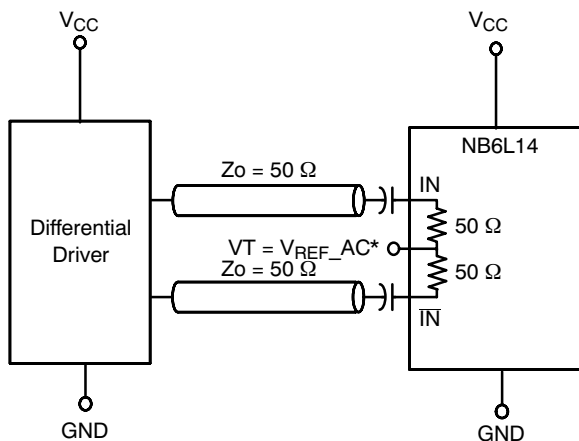 VCC
VCC
NB6L14
Zo = 50 Ω
IN
50 Ω
Differential
Driver
VT = VREF_AC*
50 Ω
Zo = 50 Ω
IN
GND
GND